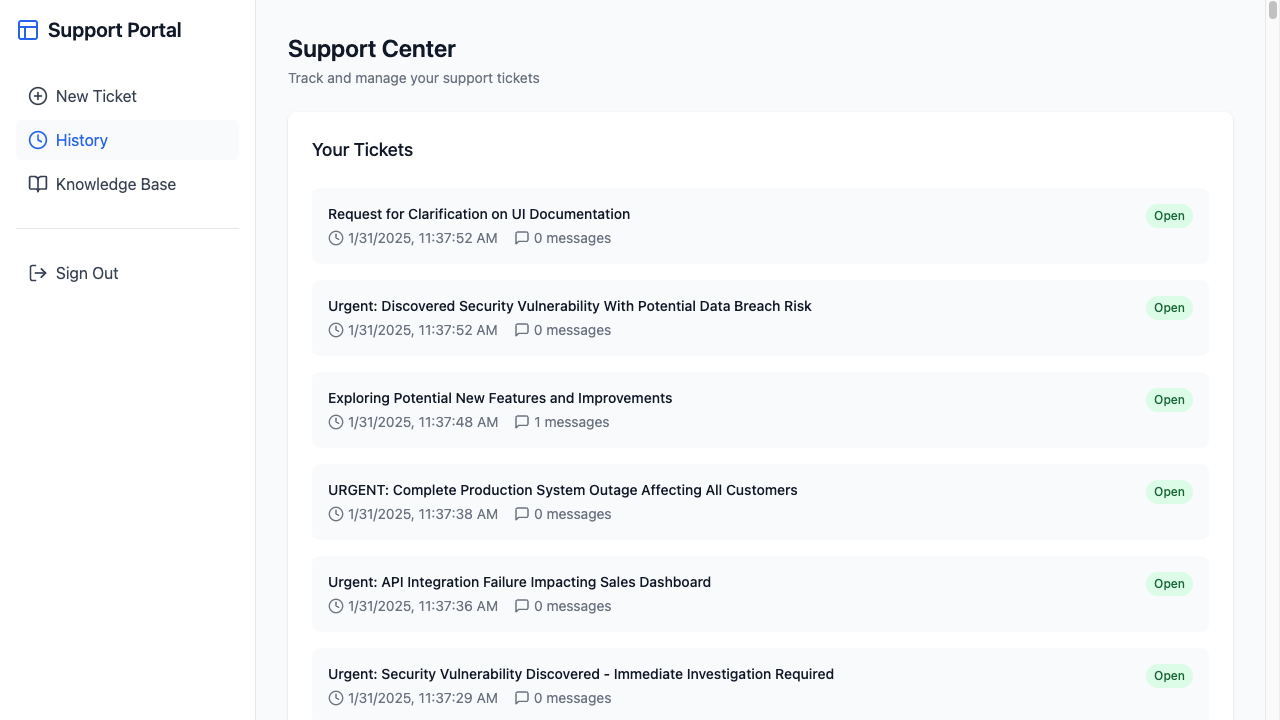 Support Portal
New Ticket
History
Knowledge Base
Sign Out
Support Center
Track and manage your support tickets
Your Tickets
Request for Clarification on UI Documentation
Open
1/31/2025, 11:37:52 AM 0 messages
Urgent: Discovered Security Vulnerability With Potential Data Breach Risk
Open
1/31/2025, 11:37:52 AM 0 messages
Exploring Potential New Features and Improvements
Open
1/31/2025, 11:37:48 AM 1 messages
URGENT: Complete Production System Outage Affecting All Customers
Open
1/31/2025, 11:37:38 AM 0 messages
Urgent: API Integration Failure Impacting Sales Dashboard
Open
1/31/2025, 11:37:36 AM 0 messages
Urgent: Security Vulnerability Discovered - Immediate Investigation Required
Open
1/31/2025, 11:37:29 AM 0 messages